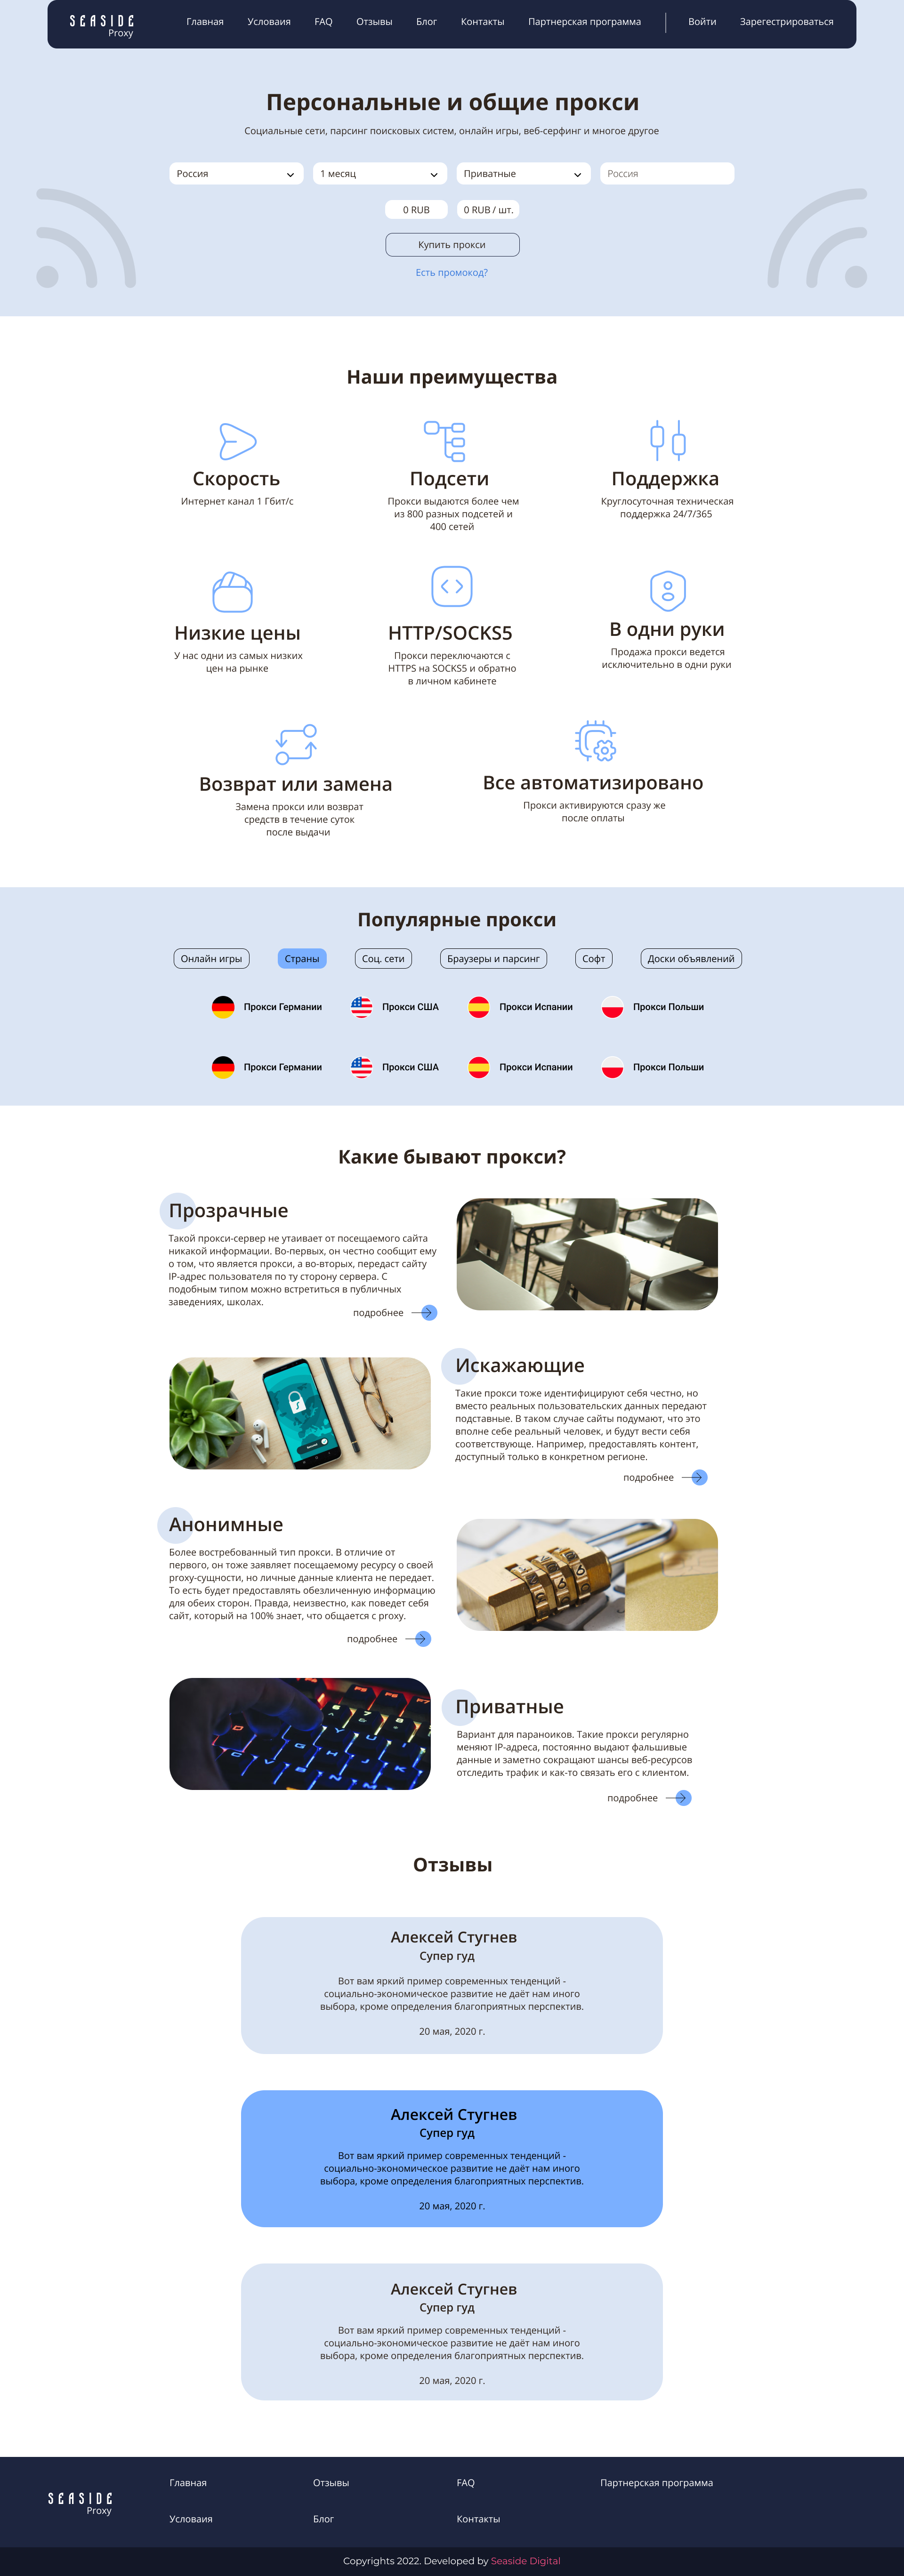 SEASIDE
Proxy
Главная Условаия FAQ Отзывы Блог Контакты Партнерская программа Войти Зарегестрироваться
Персональные и общие прокси
Социальные сети, парсинг поисковых систем, онлайн игры, веб-серфинг и многое другое
Россия 1 месяц Приватные Россия
0 RUB 0 RUB / шт.
Купить прокси
Есть промокод?
Наши преимущества
Скорость
Интернет канал 1 Гбит/с
Подсети
Прокси выдаются более чем
из 800 разных подсетей и
400 сетей
Поддержка
Круглосуточная техническая
поддержка 24/7/365
Низкие цены
У нас одни из самых низких
цен на рынке
HTTP/SOCKS5
Прокси переключаются с
HTTPS на SOCKS5 и обратно
в личном кабинете
В одни руки
Продажа прокси ведется
исключительно в одни руки
Возврат или замена
Замена прокси или возврат
средств в течение суток
после выдачи
Все автоматизировано
Прокси активируются сразу же
после оплаты
Популярные прокси
Онлайн игры Страны Соц. сети Браузеры и парсинг Софт Доски объявлений
Прокси Германии Прокси США Прокси Испании Прокси Польши
Прокси Германии Прокси США Прокси Испании Прокси Польши
Какие бывают прокси?
Прозрачные
Такой прокси-сервер не утаивает от посещаемого сайта
никакой информации. Во-первых, он честно сообщит ему
о том, что является прокси, а во-вторых, передаст сайту
IP-адрес пользователя по ту сторону сервера. С
подобным типом можно встретиться в публичных
заведениях, школах.
подробнее
Искажающие
Такие прокси тоже идентифицируют себя честно, но
вместо реальных пользовательских данных передают
подставные. В таком случае сайты подумают, что это
вполне себе реальный человек, и будут вести себя
соответствующе. Например, предоставлять контент,
доступный только в конкретном регионе.
подробнее
Анонимные
Более востребованный тип прокси. В отличие от
первого, он тоже заявляет посещаемому ресурсу о своей
proxy-сущности, но личные данные клиента не передает.
То есть будет предоставлять обезличенную информацию
для обеих сторон. Правда, неизвестно, как поведет себя
сайт, который на 100% знает, что общается с proxy.
подробнее
Приватные
Вариант для параноиков. Такие прокси регулярно
меняют IP-адреса, постоянно выдают фальшивые
данные и заметно сокращают шансы веб-ресурсов
отследить трафик и как-то связать его с клиентом.
подробнее
Отзывы
Алексей Стугнев
Супер гуд
Вот вам яркий пример современных тенденций -
социально-экономическое развитие не даёт нам иного
выбора, кроме определения благоприятных перспектив.
20 мая, 2020 г.
Алексей Стугнев
Супер гуд
Вот вам яркий пример современных тенденций -
социально-экономическое развитие не даёт нам иного
выбора, кроме определения благоприятных перспектив.
20 мая, 2020 г.
Алексей Стугнев
Супер гуд
Вот вам яркий пример современных тенденций -
социально-экономическое развитие не даёт нам иного
выбора, кроме определения благоприятных перспектив.
20 мая, 2020 г.
SEASIDE
Proxy
Главная Отзывы FAQ Партнерская программа
Условаия Блог Контакты
Copyrights 2022. Developed by Seaside Digital